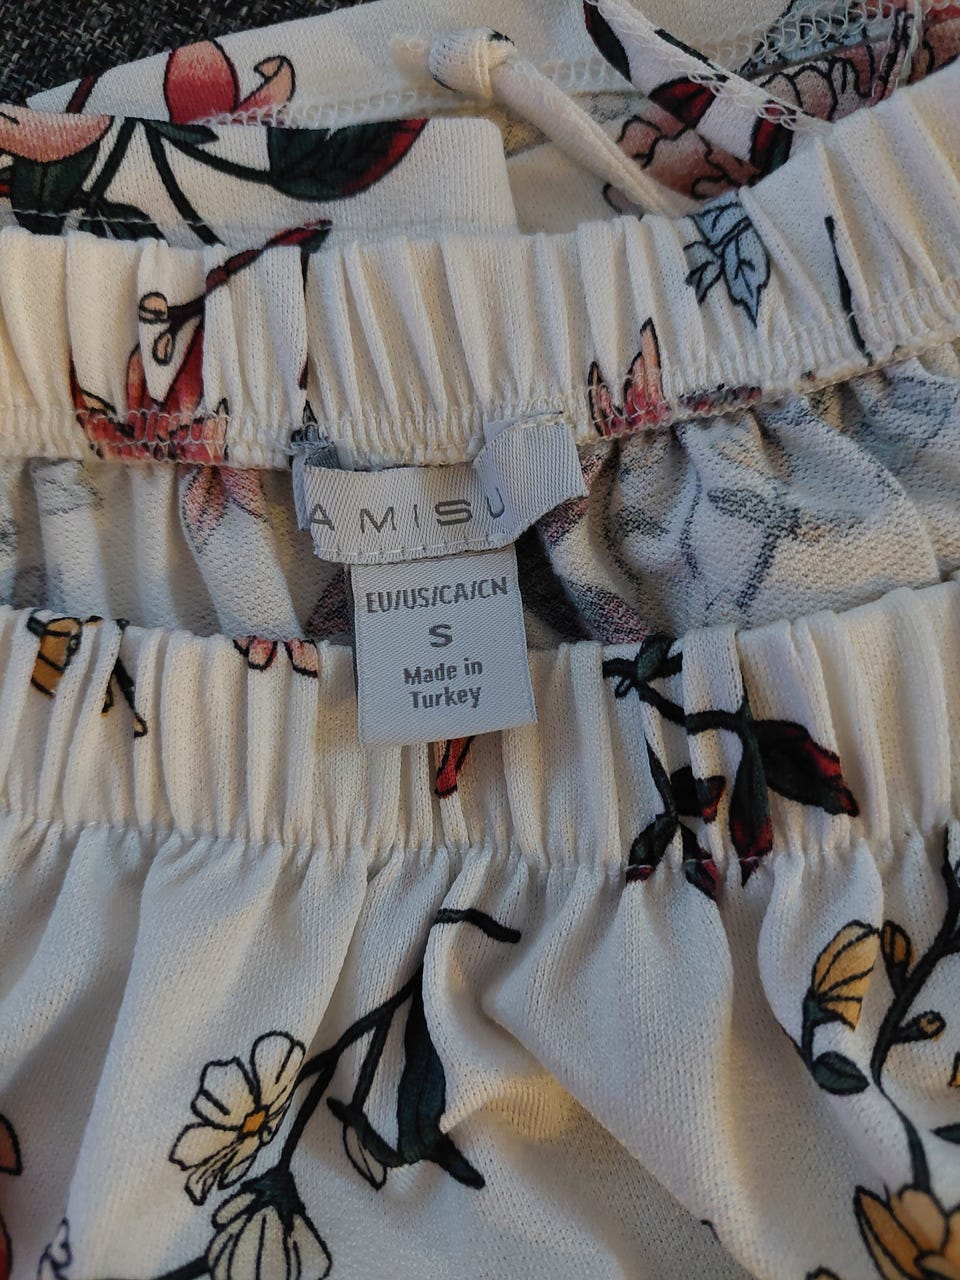 AMISU
EU/US/CA/CN
S
Made in
Turkey